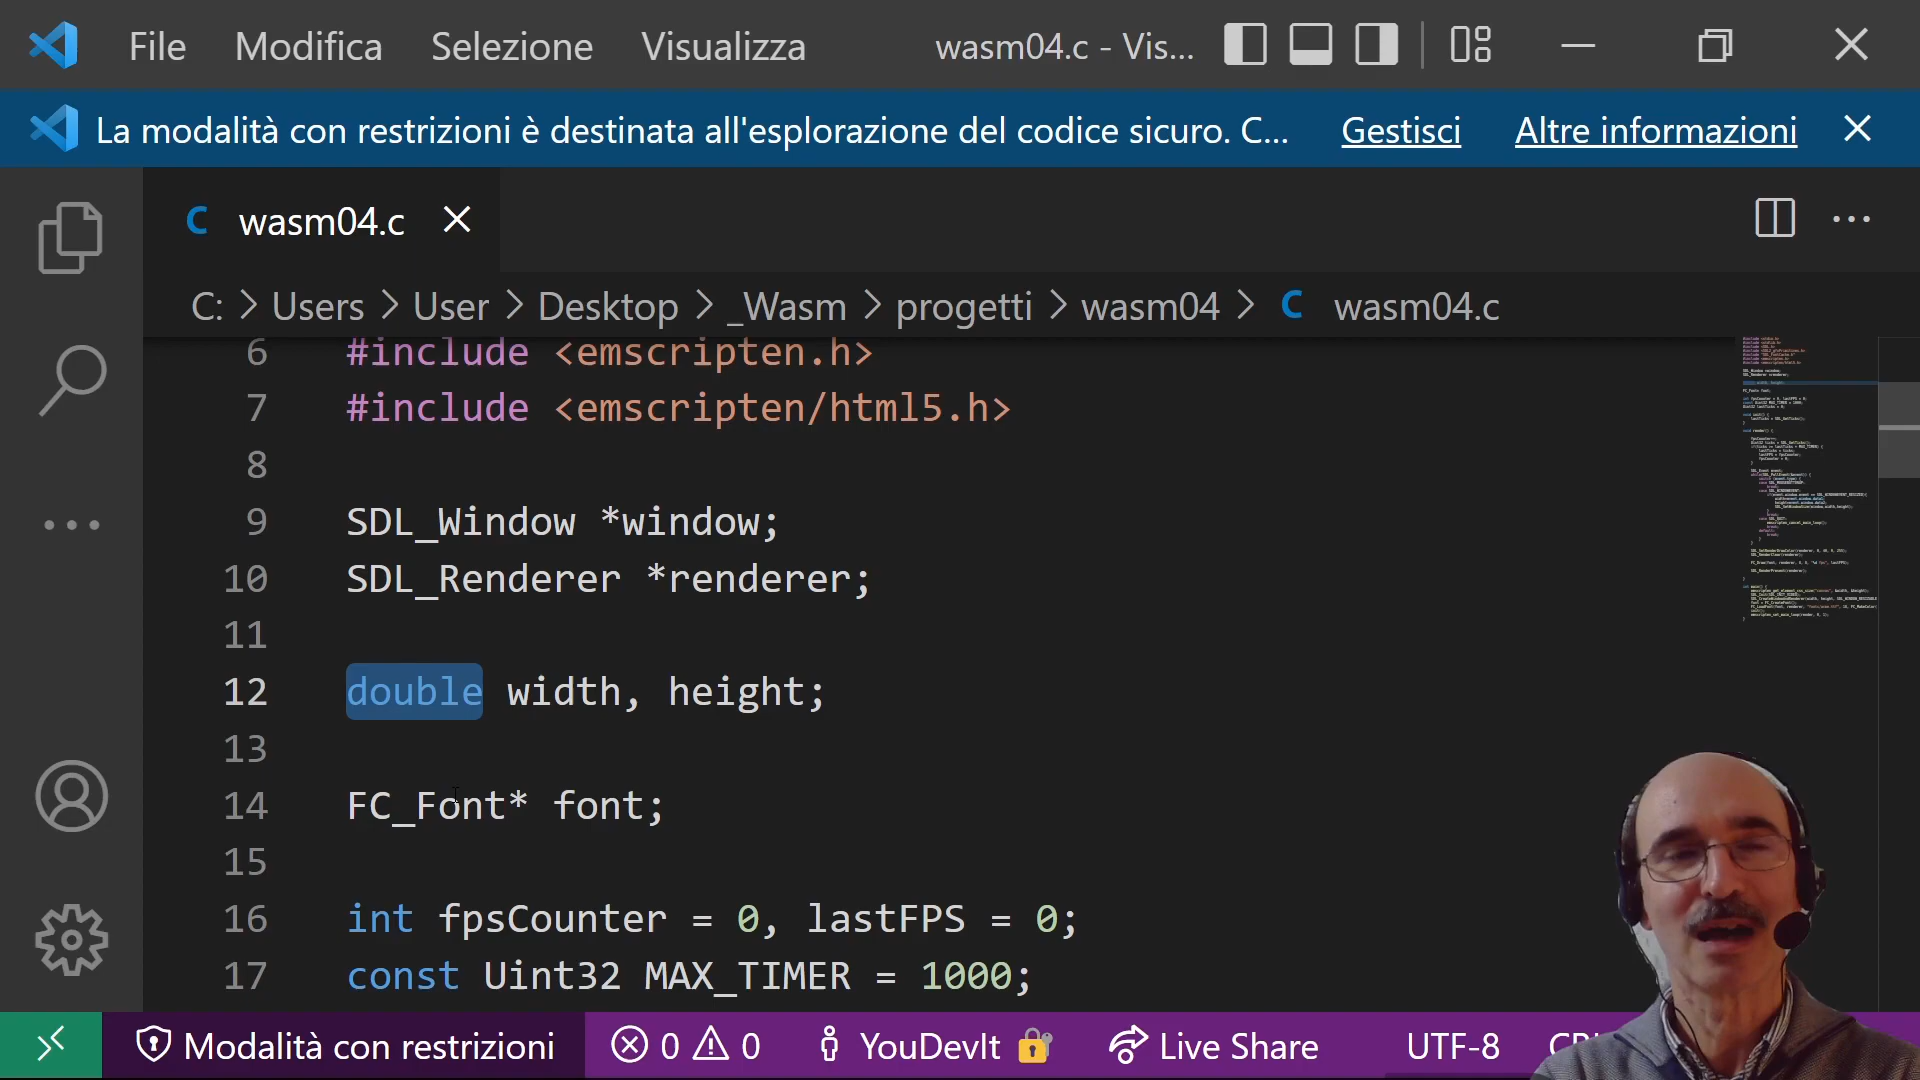 File Modifica Selezione Visualizza wasm04.c - Vis...
La modalità con restrizioni è destinata all'esplorazione del codice sicuro. C... Gestisci Altre informazioni
C wasm04.c
C: > Users > User > Desktop > _Wasm > progetti > wasm04 > C wasm04.c
6 #include <emscripten.h>
7 #include <emscripten/html5.h>
8
9 SDL_Window *window;
10 SDL_Renderer *renderer;
11
12 double width, height;
13
14 FC_Font* font;
15
16 int fpsCounter = 0, lastFPS = 0;
17 const Uint32 MAX_TIMER = 1000;
Modalità con restrizioni 0 0 YouDevIt Live Share UTF-8